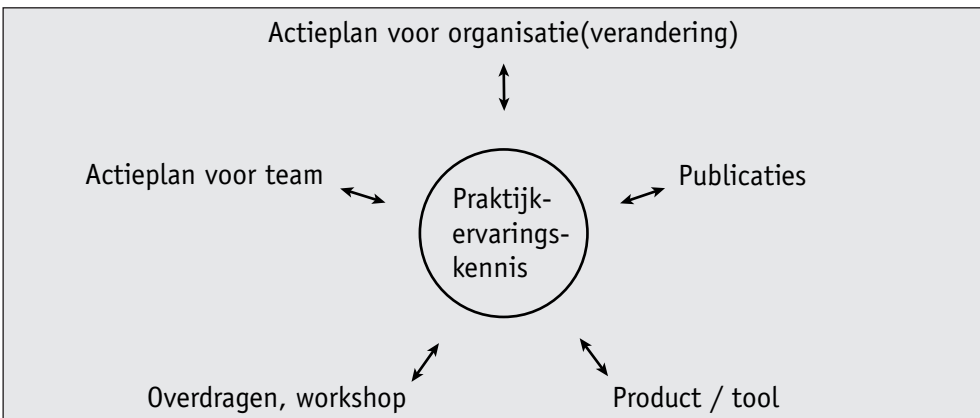 Actieplan voor organisatie(verandering)
Actieplan voor team
Publicaties
Praktijk-
ervarings-
kennis
Overdragen, workshop
Product / tool